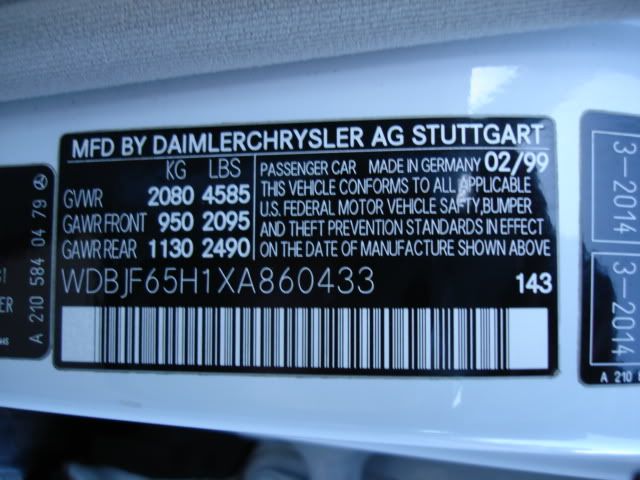 MFD BY DAIMLERCHRYSLER AG STUTTGART
KG LBS
GVWR 2080 4585
GAWR FRONT 950 2095
GAWR REAR 1130 2490
PASSENGER CAR MADE IN GERMANY 02/99
THIS VEHICLE CONFORMS TO ALL APPLICABLE
U.S. FEDERAL MOTOR VEHICLE SAFTY,BUMPER
AND THEFT PREVENTION STANDARDS IN EFFECT
ON THE DATE OF MANUFACTURE SHOWN ABOVE
WDBJF65H1XA860433
143
A 210 584 04 79
3-2014
3-2014
A 210